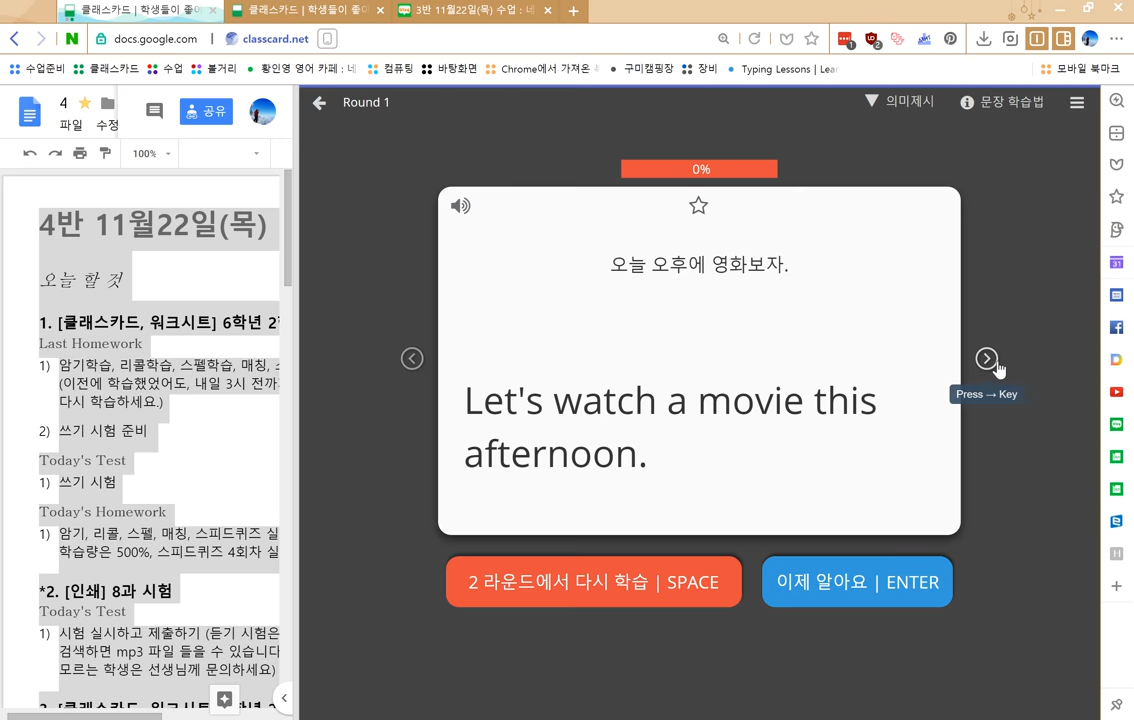 클래스카드 | 학생들이 좋아
클래스카드 | 학생들이 좋아
3반 11월22일(목) 수업 : 네
docs.google.com | classcard.net
수업준비
클래스카드
수업
볼거리
황인영 영어 카페 : 네
컴퓨팅
바탕화면
Chrome에서 가져온
구미캠핑장
장비
Typing Lessons | Lear
모바일 북마크
4
파일 수정
공유
100%
4반 11월22일(목)
오늘 할 것
1. [클래스카드, 워크시트] 6학년 2
Last Homework
1) 암기학습, 리콜학습, 스펠학습, 매칭,
(이전에 학습했었어도, 내일 3시 전까
다시 학습하세요.)
2) 쓰기 시험 준비
Today's Test
1) 쓰기 시험
Today's Homework
1) 암기, 리콜, 스펠, 매칭, 스피드퀴즈 실
학습량은 500%, 스피드퀴즈 4회차 실
*2. [인쇄] 8과 시험
Today's Test
1) 시험 실시하고 제출하기 (듣기 시험은
검색하면 mp3 파일 들을 수 있습니다
모르는 학생은 선생님께 문의하세요)
Round 1
의미제시
문장 학습법
0%
오늘 오후에 영화보자.
Let's watch a movie this
afternoon.
Press → Key
2 라운드에서 다시 학습 | SPACE
이제 알아요 | ENTER